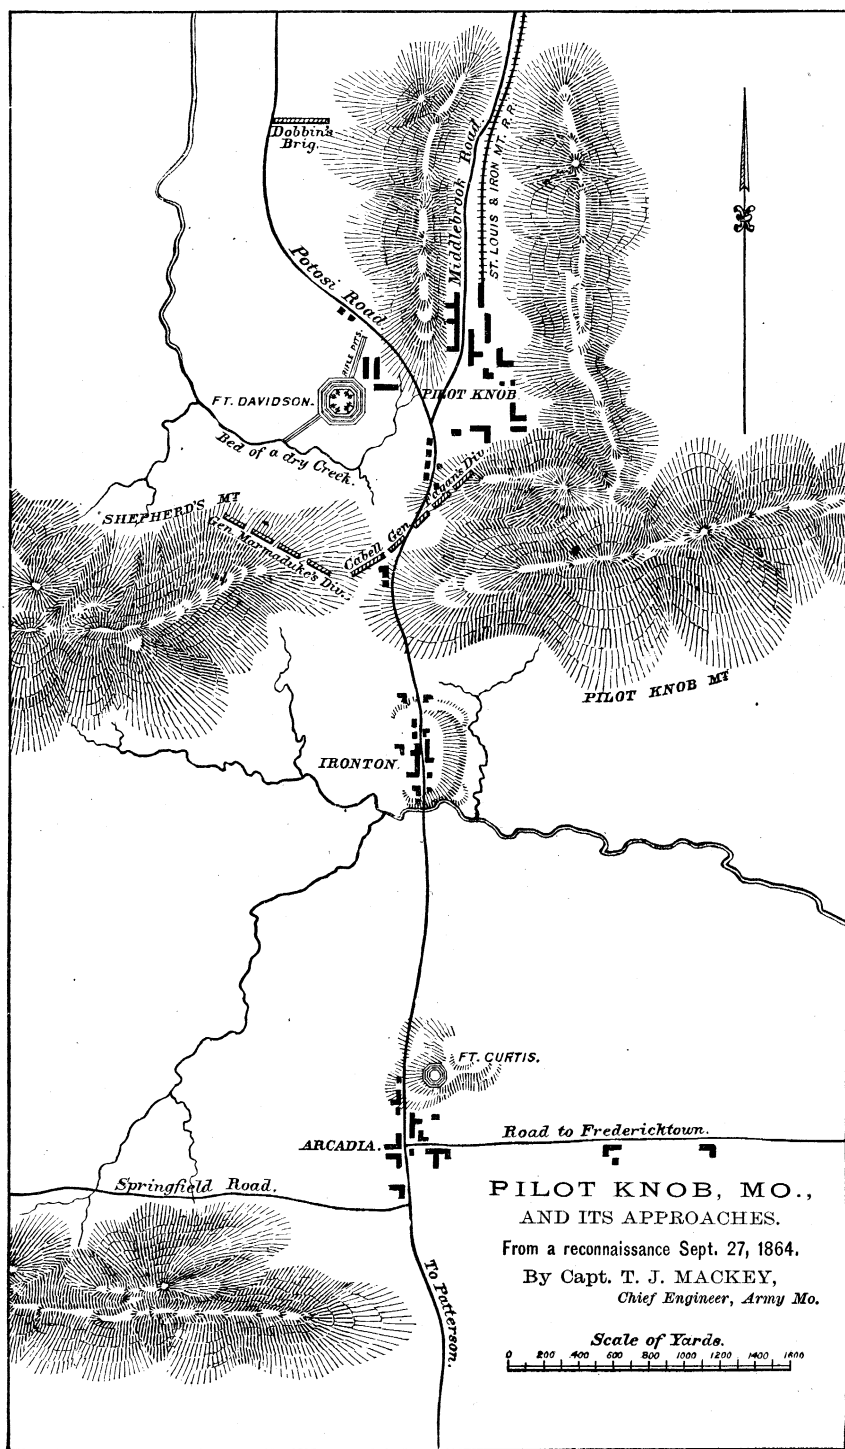 Dobbin's
Brig.
Middlebrook Road.
ST. LOUIS & IRON MT. R.R.
Potosi Road.
RIFLE PITS.
FT. DAVIDSON.
PILOT KNOB
Bed of a dry Creek.
SHEPHERD'S MT
Gen. Marmaduke's Div.
Cabell
Gen. Fagan's Div.
PILOT KNOB MT
IRONTON.
FT. CURTIS.
ARCADIA.
Road to Fredericktown.
Springfield Road.
To Patterson.
PILOT KNOB, MO.,
AND ITS APPROACHES.
From a reconnaissance Sept. 27, 1864.
By Capt. T. J. MACKEY,
Chief Engineer, Army Mo.
Scale of Yards.
0 200 400 600 800 1000 1200 1400 1600